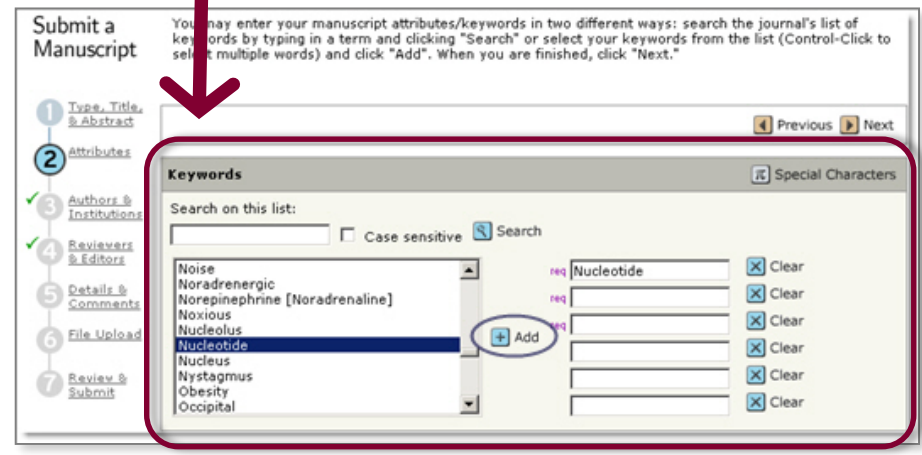 Submit a
Manuscript
You may enter your manuscript attributes/keywords in two different ways: search the journal's list of
keywords by typing in a term and clicking "Search" or select your keywords from the list (Control-Click to
select multiple words) and click "Add". When you are finished, click "Next."
1 Type, Title,
& Abstract
2 Attributes
3 Authors &
Institutions
4 Reviewers
& Editors
5 Details &
Comments
6 File Upload
7 Review &
Submit
Previous Next
Keywords
π Special Characters
Search on this list:
Case sensitive Search
Noise
Noradrenergic
Norepinephrine [Noradrenaline]
Noxious
Nucleolus
Nucleotide
Nucleus
Nystagmus
Obesity
Occipital
+ Add
req Nucleotide X Clear
req X Clear
req X Clear
X Clear
X Clear
X Clear